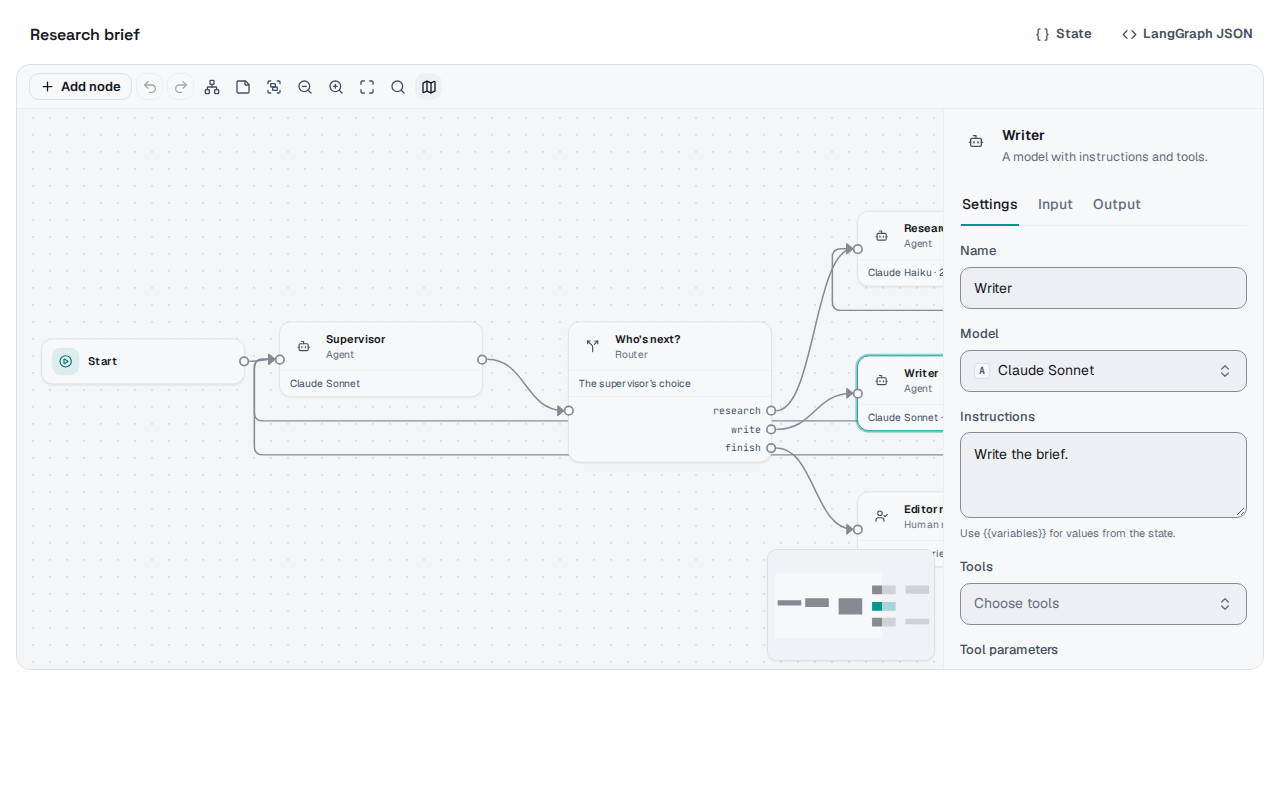 Research brief
State
LangGraph JSON
Add node
Start
Supervisor
Agent
Claude Sonnet
Who's next?
Router
The supervisor's choice
research
write
finish
Agent
Claude Haiku · 2
Writer
Agent
Claude Sonnet ·
Editor
Human
Writer
A model with instructions and tools.
Settings Input Output
Name
Writer
Model
A Claude Sonnet
Instructions
Write the brief.
Use {{variables}} for values from the state.
Tools
Choose tools
Tool parameters